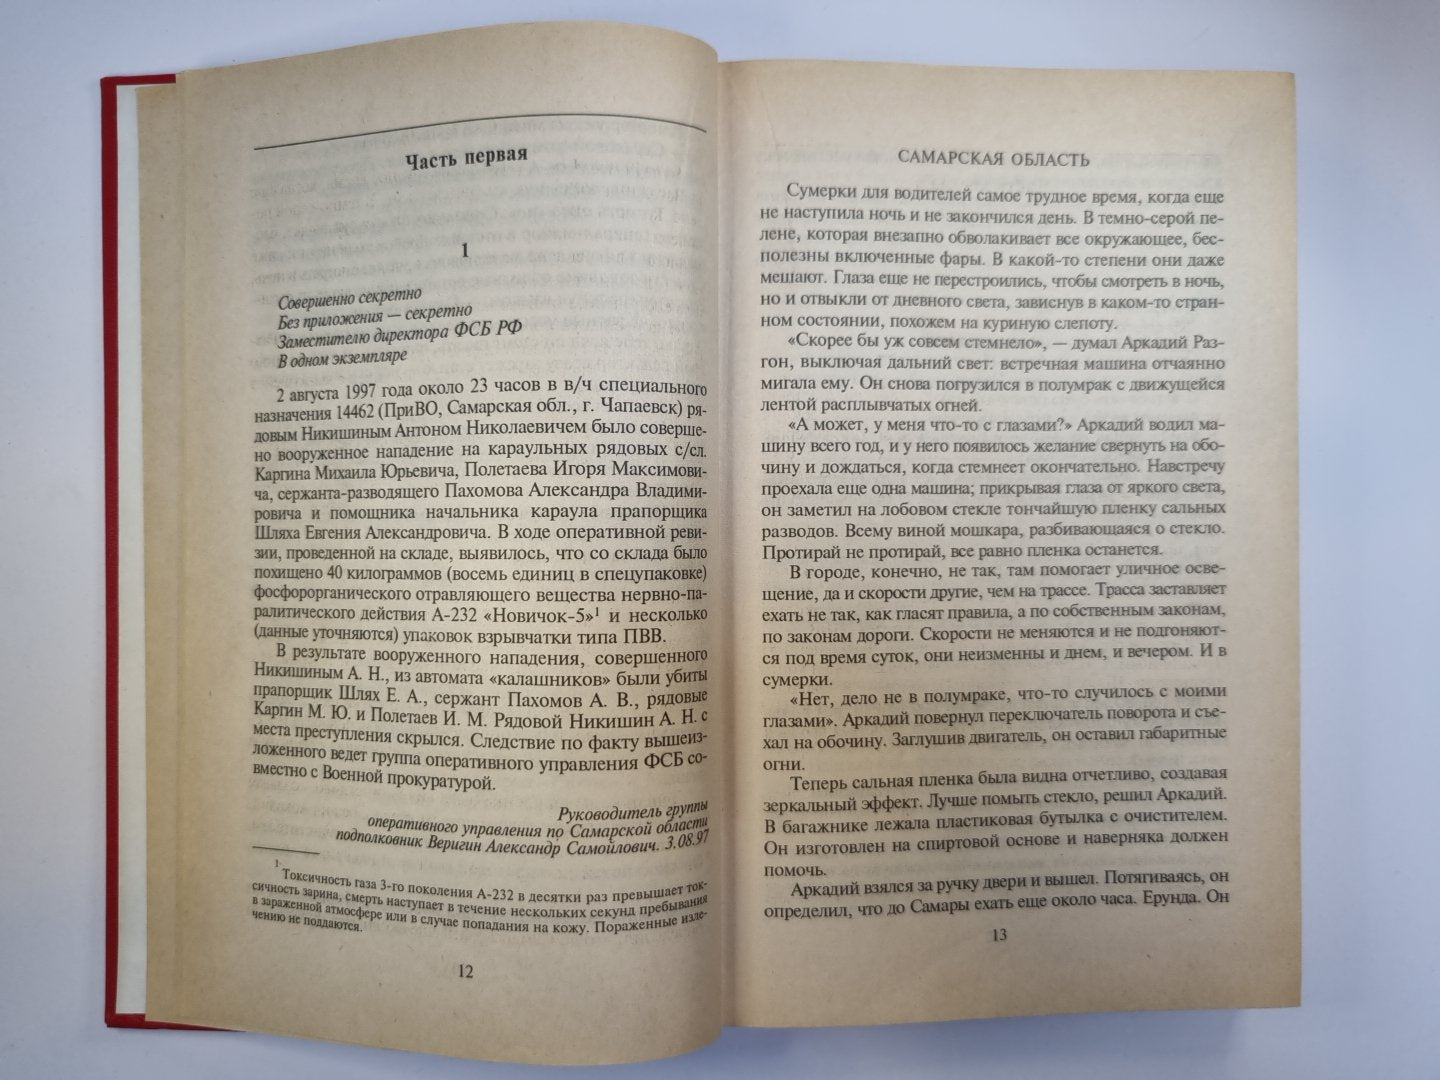 Часть первая
1
Совершенно секретно
Без приложения — секретно
Заместителю директора ФСБ РФ
В одном экземпляре
2 августа 1997 года около 23 часов в в/ч специального
назначения 14462 (ПриВО, Самарская обл., г. Чапаевск) ря-
довым Никишиным Антоном Николаевичем было соверше-
но вооруженное нападение на караульных рядовых с/сл.
Каргина Михаила Юрьевича, Полетаева Игоря Максимови-
ча, сержанта-разводящего Пахомова Александра Владими-
ровича и помощника начальника караула прапорщика
Шляха Евгения Александровича. В ходе оперативной реви-
зии, проведенной на складе, выявилось, что со склада было
похищено 40 килограммов (восемь единиц в спецупаковке)
фосфорорганического отравляющего вещества нервно-па-
ралитического действия А-232 «Новичок-5»¹ и несколько
(данные уточняются) упаковок взрывчатки типа ПВВ.
В результате вооруженного нападения, совершенного
Никишиным А. Н., из автомата «калашников» были убиты
прапорщик Шлях Е. А., сержант Пахомов А. В., рядовые
Каргин М. Ю. и Полетаев И. М. Рядовой Никишин А. Н. с
места преступления скрылся. Следствие по факту вышеиз-
ложенного ведет группа оперативного управления ФСБ со-
вместно с Военной прокуратурой.
Руководитель группы
оперативного управления по Самарской области
подполковник Веригин Александр Самойлович. 3.08.97
¹ Токсичность газа 3-го поколения А-232 в десятки раз превышает ток-
сичность зарина, смерть наступает в течение нескольких секунд пребывания
в зараженной атмосфере или в случае попадания на кожу. Пораженные изле-
чению не поддаются.
12
САМАРСКАЯ ОБЛАСТЬ
Сумерки для водителей самое трудное время, когда еще
не наступила ночь и не закончился день. В темно-серой пе-
лене, которая внезапно обволакивает все окружающее, бес-
полезны включенные фары. В какой-то степени они даже
мешают. Глаза еще не перестроились, чтобы смотреть в ночь,
но и отвыкли от дневного света, зависнув в каком-то стран-
ном состоянии, похожем на куриную слепоту.
«Скорее бы уж совсем стемнело», — думал Аркадий Раз-
гон, выключая дальний свет: встречная машина отчаянно
мигала ему. Он снова погрузился в полумрак с движущейся
лентой расплывчатых огней.
«А может, у меня что-то с глазами?» Аркадий водил ма-
шину всего год, и у него появилось желание свернуть на обо-
чину и дождаться, когда стемнеет окончательно. Навстречу
проехала еще одна машина; прикрывая глаза от яркого света,
он заметил на лобовом стекле тончайшую пленку сальных
разводов. Всему виной мошкара, разбивающаяся о стекло.
Протирай не протирай, все равно пленка останется.
В городе, конечно, не так, там помогает уличное осве-
щение, да и скорости другие, чем на трассе. Трасса заставляет
ехать не так, как гласят правила, а по собственным законам,
по законам дороги. Скорости не меняются и не подгоняют-
ся под время суток, они неизменны и днем, и вечером. И в
сумерки.
«Нет, дело не в полумраке, что-то случилось с моими
глазами». Аркадий повернул переключатель поворота и съе-
хал на обочину. Заглушив двигатель, он оставил габаритные
огни.
Теперь сальная пленка была видна отчетливо, создавая
зеркальный эффект. Лучше помыть стекло, решил Аркадий.
В багажнике лежала пластиковая бутылка с очистителем.
Он изготовлен на спиртовой основе и наверняка должен
помочь.
Аркадий взялся за ручку двери и вышел. Потягиваясь, он
определил, что до Самары ехать еще около часа. Ерунда. Он
13